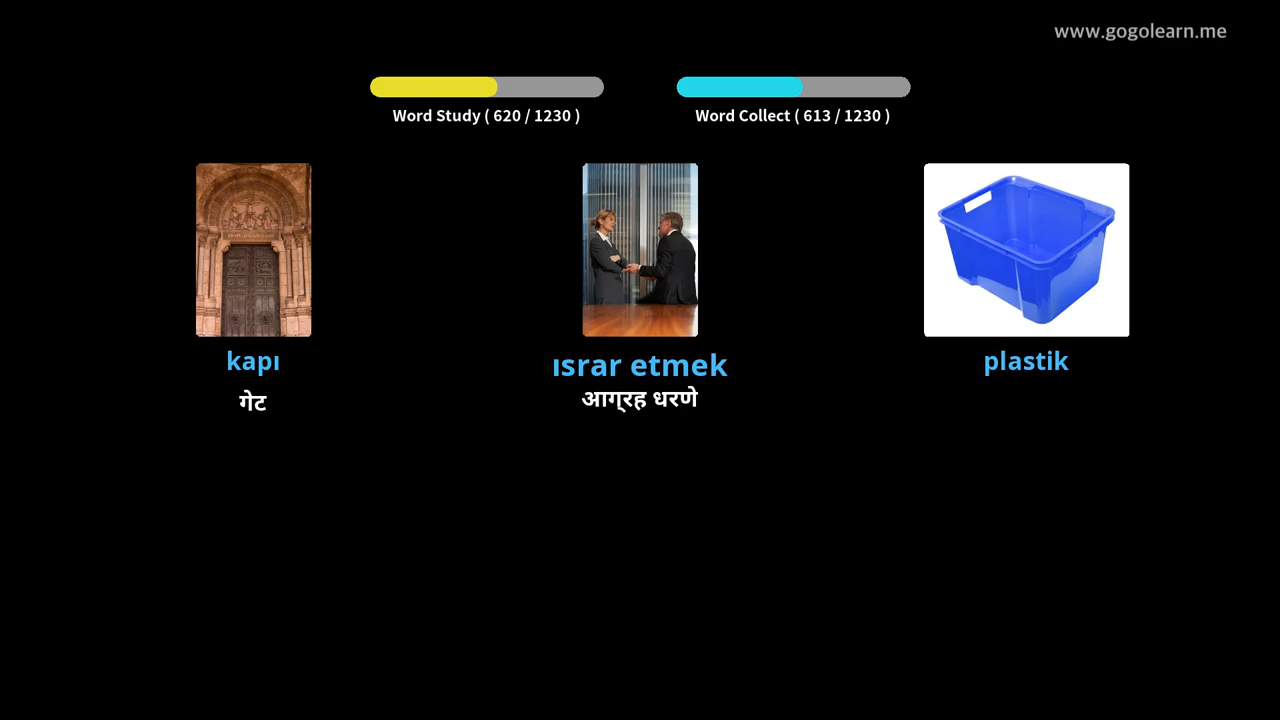 www.gogolearn.me
Word Study ( 620 / 1230 )
Word Collect ( 613 / 1230 )
kapı
ısrar etmek
plastik
गेट
आग्रह धरणे